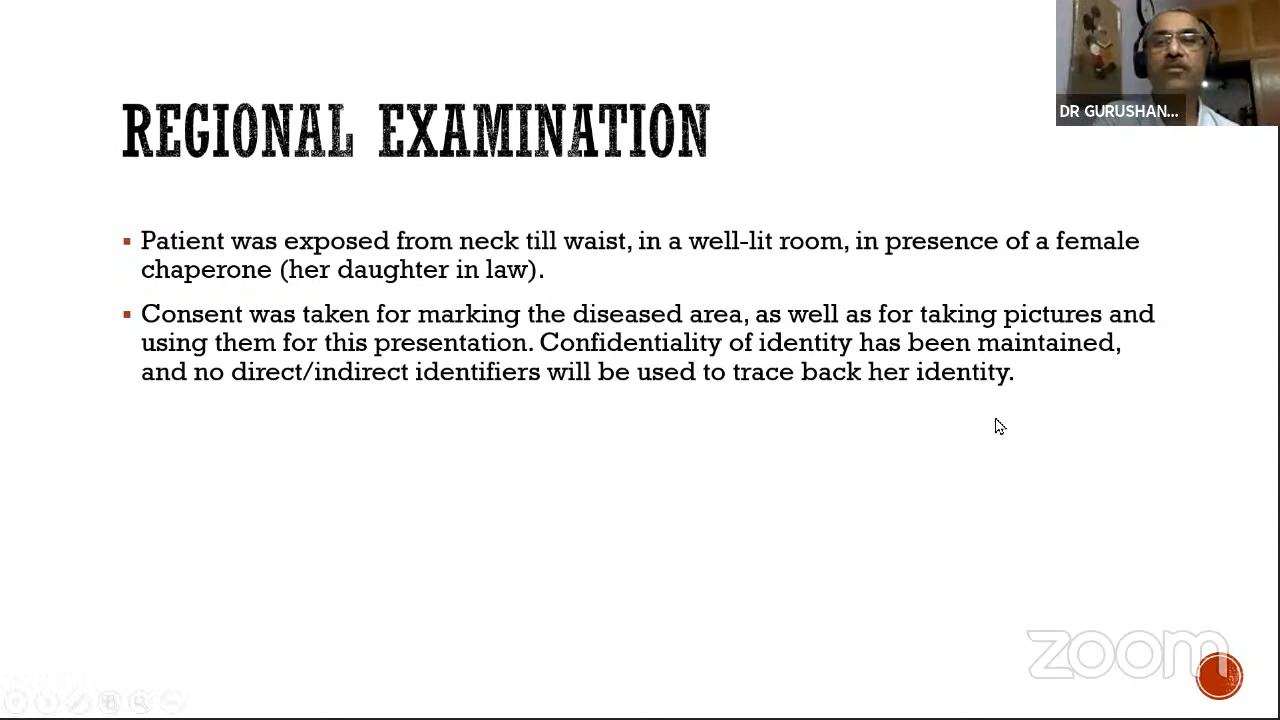 REGIONAL EXAMINATION
DR GURUSHAN...
▪ Patient was exposed from neck till waist, in a well-lit room, in presence of a female
chaperone (her daughter in law).
▪ Consent was taken for marking the diseased area, as well as for taking pictures and
using them for this presentation. Confidentiality of identity has been maintained,
and no direct/indirect identifiers will be used to trace back her identity.
zoom